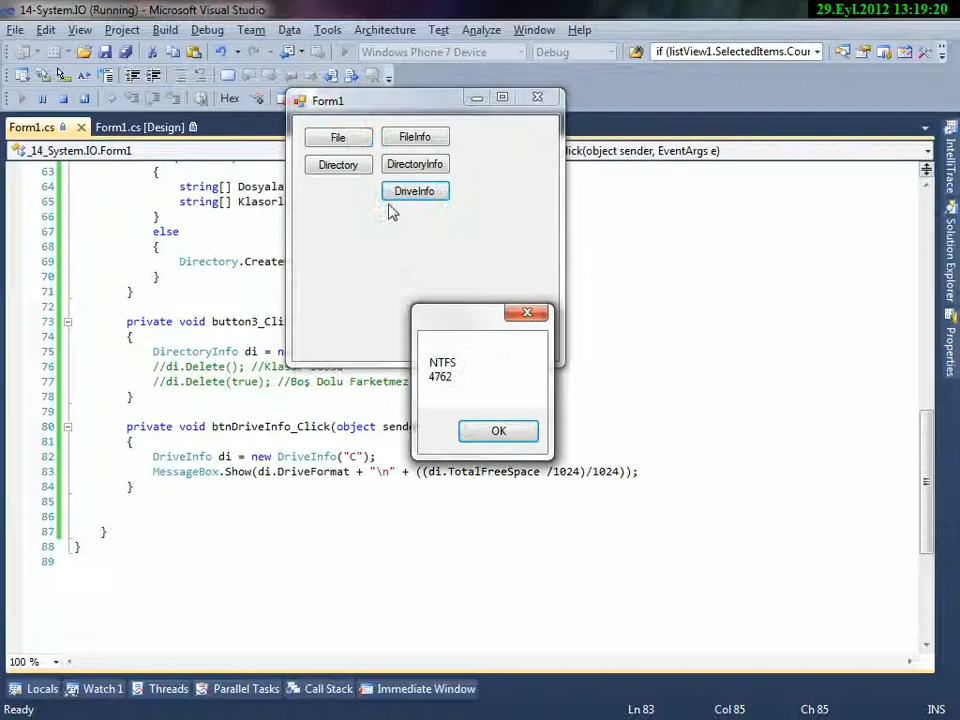 14-System.IO (Running) - Microsoft Visual Studio
29.Eyl.2012 13:19:20
File Edit View Project Build Debug Team Data Tools Architecture Test Analyze Window Help
Windows Phone 7 Device Debug if (listView1.SelectedItems.Cour
Hex
Form1
Form1.cs Form1.cs [Design]
_14_System.IO.Form1
Click(object sender, EventArgs e)
File FileInfo
Directory DirectoryInfo
DriveInfo
63 {
64 string[] Dosyala
65 string[] Klasorl
66 }
67 else
68 {
69 Directory.Create
70 }
71 }
72
73 private void button3_Cli
74 {
75 DirectoryInfo di =
76 //di.Delete();
77 //di.Delete(true); //Boş Dolu Farketmez
78 }
79
80 private void btnDriveInfo_Click(object sende
81 {
82 DriveInfo di = new DriveInfo("C");
83 MessageBox.Show(di.DriveFormat + "\n" + ((di.TotalFreeSpace /1024)/1024));
84 }
85
86
87 }
88 }
89
NTFS
4762
OK
IntelliTrace
Solution Explorer
Properties
100 %
Locals Watch 1 Threads Parallel Tasks Call Stack Immediate Window
Ready Ln 83 Col 85 Ch 85 INS